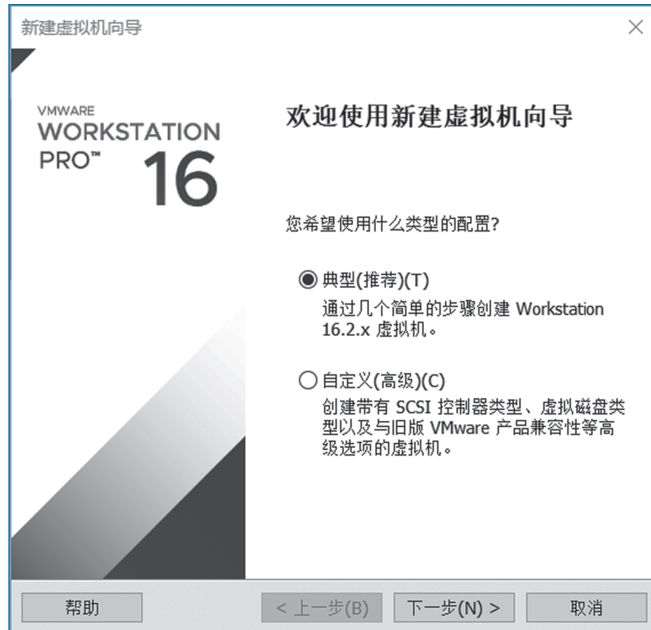 新建虚拟机向导
VMWARE
WORKSTATION
PRO™ 16
欢迎使用新建虚拟机向导
您希望使用什么类型的配置?
典型(推荐)(T)
通过几个简单的步骤创建 Workstation
16.2.x 虚拟机。
自定义(高级)(C)
创建带有 SCSI 控制器类型、虚拟磁盘类
型以及与旧版 VMware 产品兼容性等高
级选项的虚拟机。
帮助
< 上一步(B)
下一步(N) >
取消